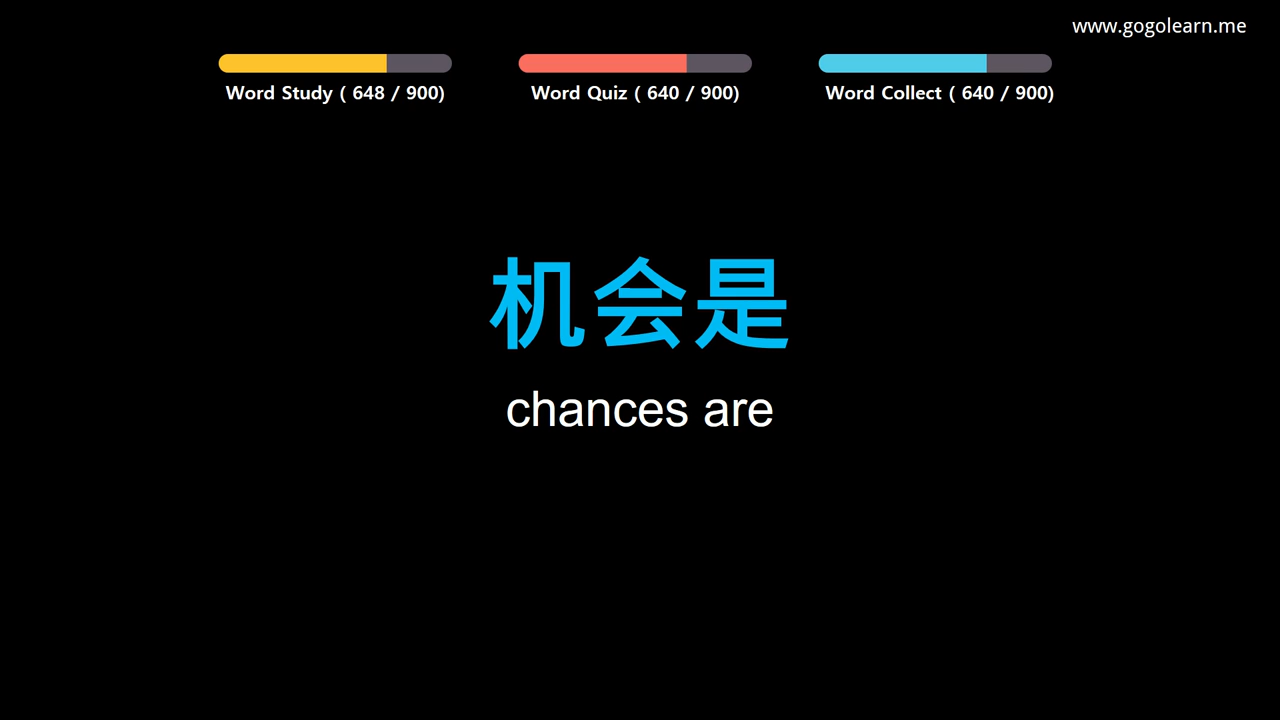 www.gogolearn.me
Word Study ( 648 / 900)
Word Quiz ( 640 / 900)
Word Collect ( 640 / 900)
机会是
chances are